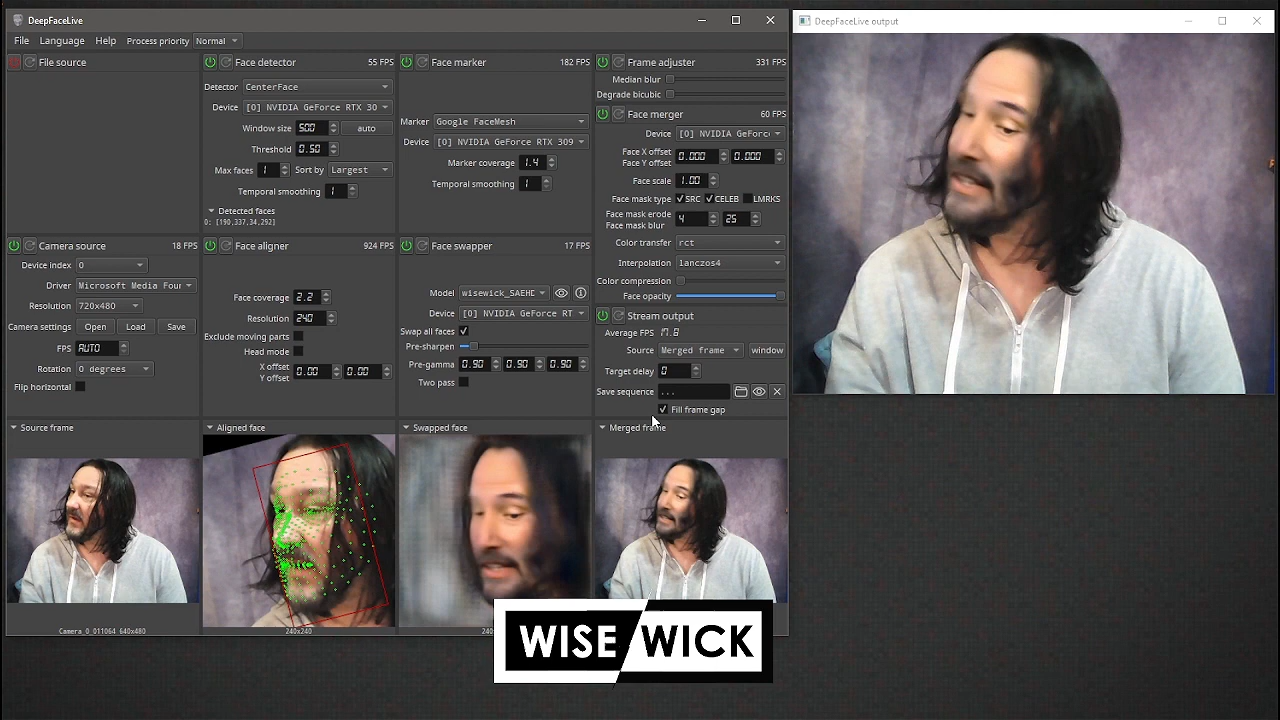 DeepFaceLive
File Language Help Process priority Normal
File source
Face detector 55 FPS
Detector CenterFace
Device [0] NVIDIA GeForce RTX 30
Window size 500 auto
Threshold 0.50
Max faces 1 Sort by Largest
Temporal smoothing 1
Detected faces
0: [190,337,34,292]
Face marker 182 FPS
Marker Google FaceMesh
Device [0] NVIDIA GeForce RTX 309
Marker coverage 1.4
Temporal smoothing 1
Frame adjuster 331 FPS
Median blur
Degrade bicubic
Face merger 60 FPS
Device [0] NVIDIA GeForc
Face X offset
Face Y offset
0.000 0.000
Face scale 1.00
Face mask type SRC CELEB LMRKS
Face mask erode
Face mask blur
4 25
Color transfer rct
Interpolation lanczos4
Color compression
Face opacity
Camera source 18 FPS
Device index 0
Driver Microsoft Media Four
Resolution 720x480
Camera settings Open Load Save
FPS AUTO
Rotation 0 degrees
Flip horizontal
Face aligner 924 FPS
Face coverage 2.2
Resolution 240
Exclude moving parts
Head mode
X offset
Y offset
0.00 0.00
Face swapper 17 FPS
Model wisewick_SAEHD
Device [0] NVIDIA GeForce RT
Swap all faces
Pre-sharpen
Pre-gamma 0.90 0.90 0.90
Two pass
Stream output
Average FPS 17.8
Source Merged frame window
Target delay 0
Save sequence ...
Fill frame gap
Source frame
Camera_0_011064 640x480
Aligned face
240x240
Swapped face
240
Merged frame
DeepFaceLive output
WISE WICK